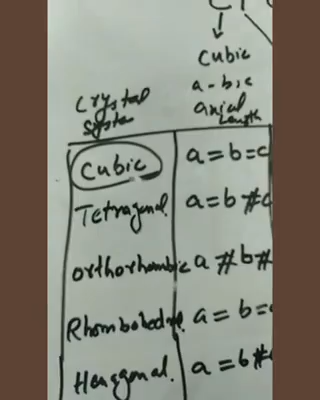 Cubic
a-b,c
Crystal System
axial Length
Cubic a=b=c
Tetragonal a=b#c
orthorhombic a#b#
Rhombohedral a=b=c
Hexagonal. a=b#c